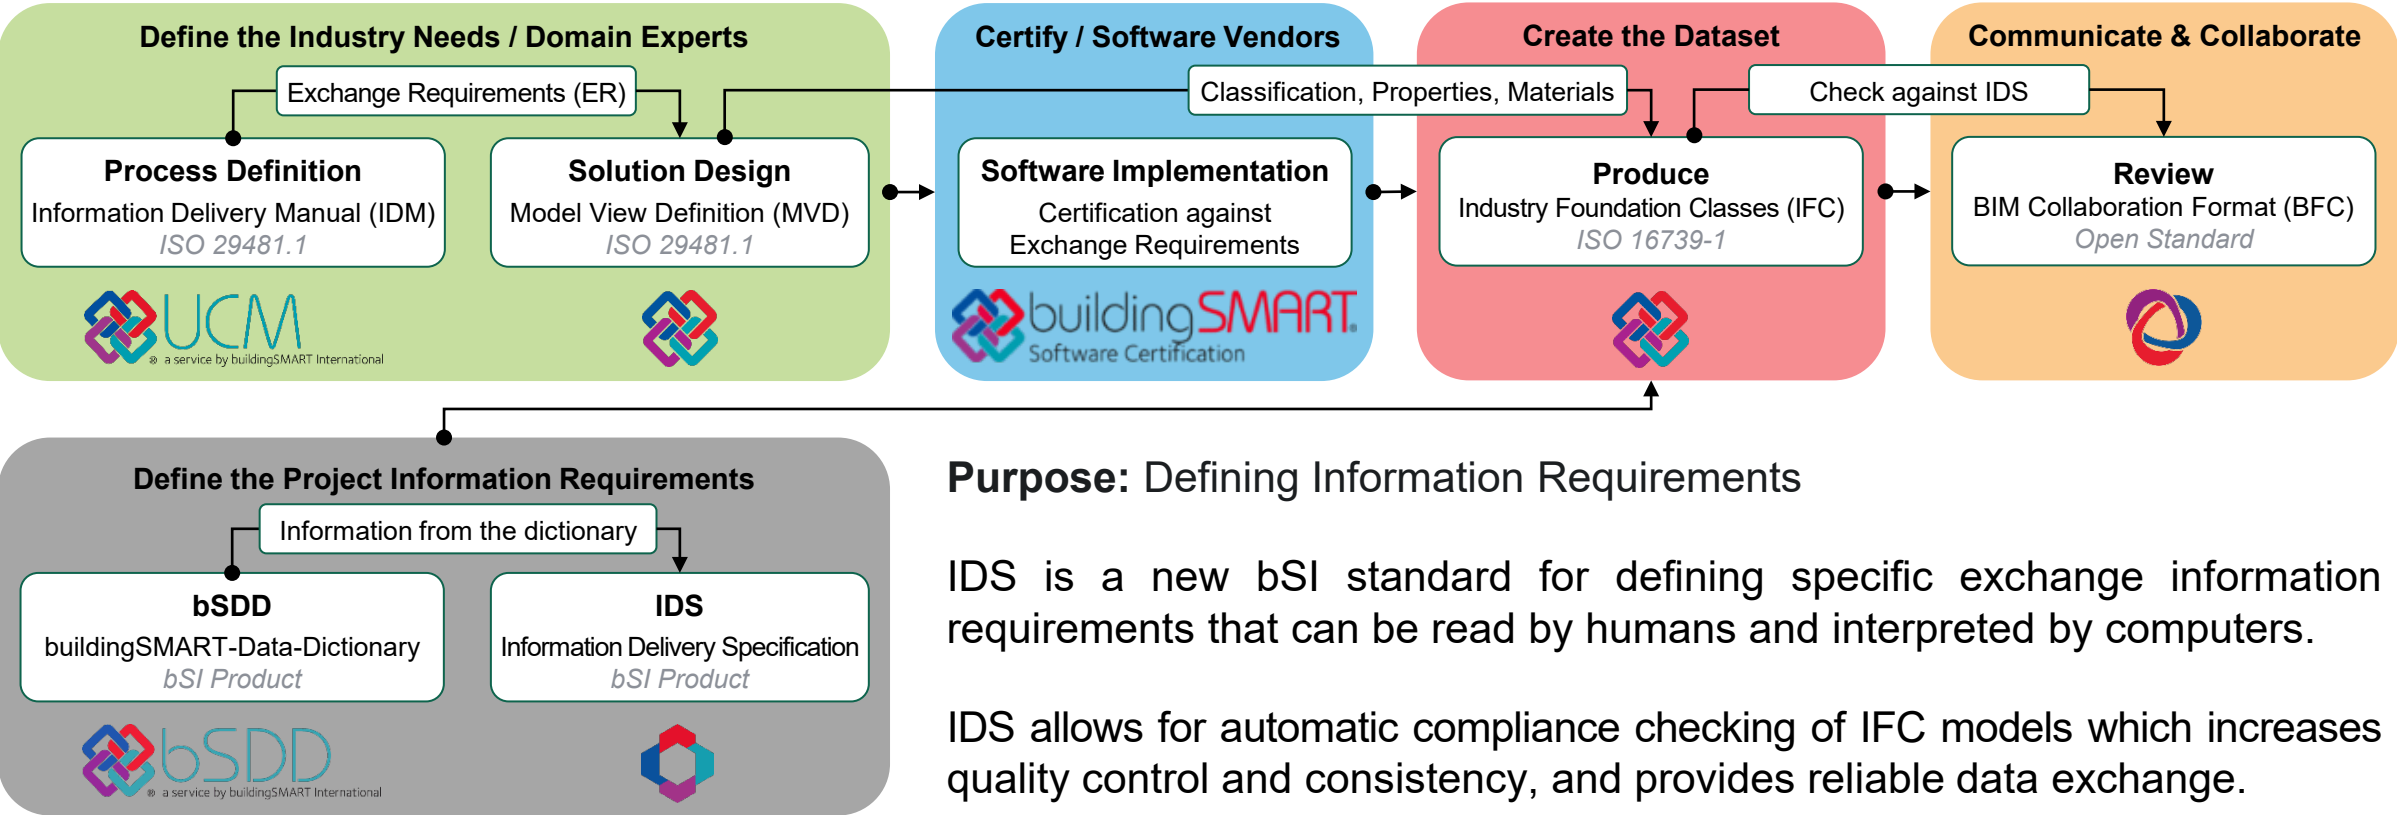 Define the Industry Needs / Domain Experts
Exchange Requirements (ER)
Process Definition
Information Delivery Manual (IDM)
ISO 29481.1
Solution Design
Model View Definition (MVD)
ISO 29481.1
UCM
® a service by buildingSMART International
Certify / Software Vendors
Classification, Properties, Materials
Software Implementation
Certification against
Exchange Requirements
buildingSMART®
Software Certification
Create the Dataset
Produce
Industry Foundation Classes (IFC)
ISO 16739-1
Communicate & Collaborate
Check against IDS
Review
BIM Collaboration Format (BFC)
Open Standard
Define the Project Information Requirements
Information from the dictionary
bSDD
buildingSMART-Data-Dictionary
bSI Product
IDS
Information Delivery Specification
bSI Product
bSDD
® a service by buildingSMART International
Purpose: Defining Information Requirements
IDS is a new bSI standard for defining specific exchange information
requirements that can be read by humans and interpreted by computers.
IDS allows for automatic compliance checking of IFC models which increases
quality control and consistency, and provides reliable data exchange.